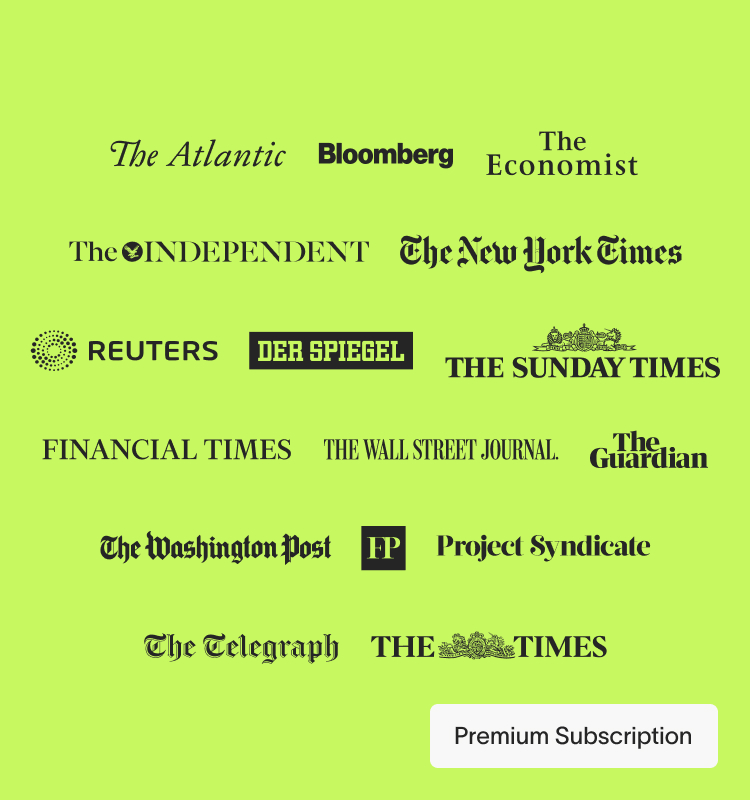 The Atlantic
Bloomberg
The
Economist
The INDEPENDENT
The New York Times
REUTERS
DER SPIEGEL
THE SUNDAY TIMES
FINANCIAL TIMES
THE WALL STREET JOURNAL.
The
Guardian
The Washington Post
FP
Project Syndicate
The Telegraph
THE TIMES
Premium Subscription